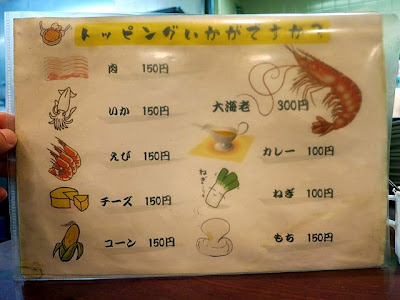 トッピングいかがですか？
肉 150円
いか 150円
えび 150円
チーズ 150円
コーン 150円
大海老 300円
カレー 100円
ねぎ～
ねぎ 100円
もち 150円